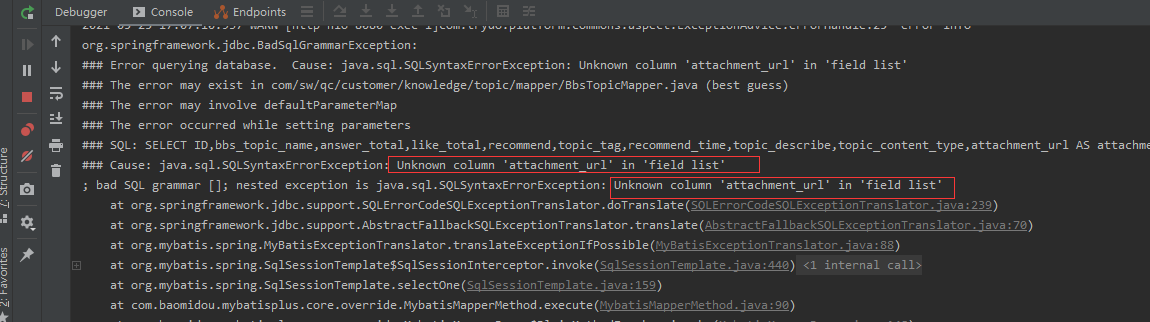 Debugger
Console
Endpoints
org.springframework.jdbc.BadSqlGrammarException:
### Error querying database.  Cause: java.sql.SQLSyntaxErrorException: Unknown column 'attachment_url' in 'field list'
### The error may exist in com/sw/qc/customer/knowledge/topic/mapper/BbsTopicMapper.java (best guess)
### The error may involve defaultParameterMap
### The error occurred while setting parameters
### SQL: SELECT ID,bbs_topic_name,answer_total,like_total,recommend,topic_tag,recommend_time,topic_describe,topic_content_type,attachment_url AS attachme
### Cause: java.sql.SQLSyntaxErrorException: Unknown column 'attachment_url' in 'field list'
; bad SQL grammar []; nested exception is java.sql.SQLSyntaxErrorException: Unknown column 'attachment_url' in 'field list'
at org.springframework.jdbc.support.SQLErrorCodeSQLExceptionTranslator.doTranslate(SQLErrorCodeSQLExceptionTranslator.java:239)
at org.springframework.jdbc.support.AbstractFallbackSQLExceptionTranslator.translate(AbstractFallbackSQLExceptionTranslator.java:70)
at org.mybatis.spring.MyBatisExceptionTranslator.translateExceptionIfPossible(MyBatisExceptionTranslator.java:88)
at org.mybatis.spring.SqlSessionTemplate$SqlSessionInterceptor.invoke(SqlSessionTemplate.java:440) <1 internal call>
at org.mybatis.spring.SqlSessionTemplate.selectOne(SqlSessionTemplate.java:159)
at com.baomidou.mybatisplus.core.override.MybatisMapperMethod.execute(MybatisMapperMethod.java:90)
7: Structure
2: Favorites